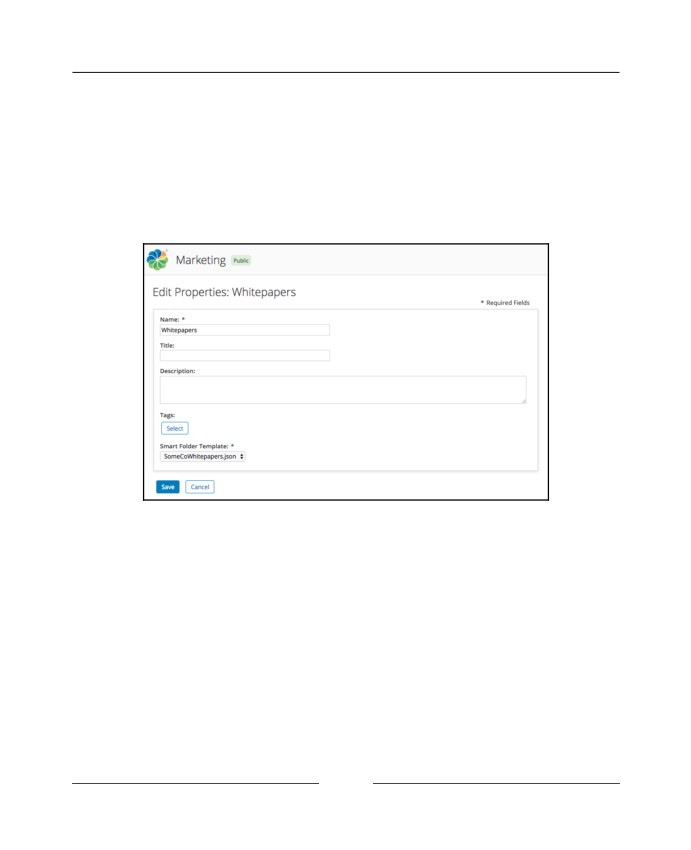 Marketing Public
Edit Properties: Whitepapers
* Required Fields
Name: *
Whitepapers
Title:
Description:
Tags:
Select
Smart Folder Template: *
SomeCoWhitepapers.json
Save Cancel